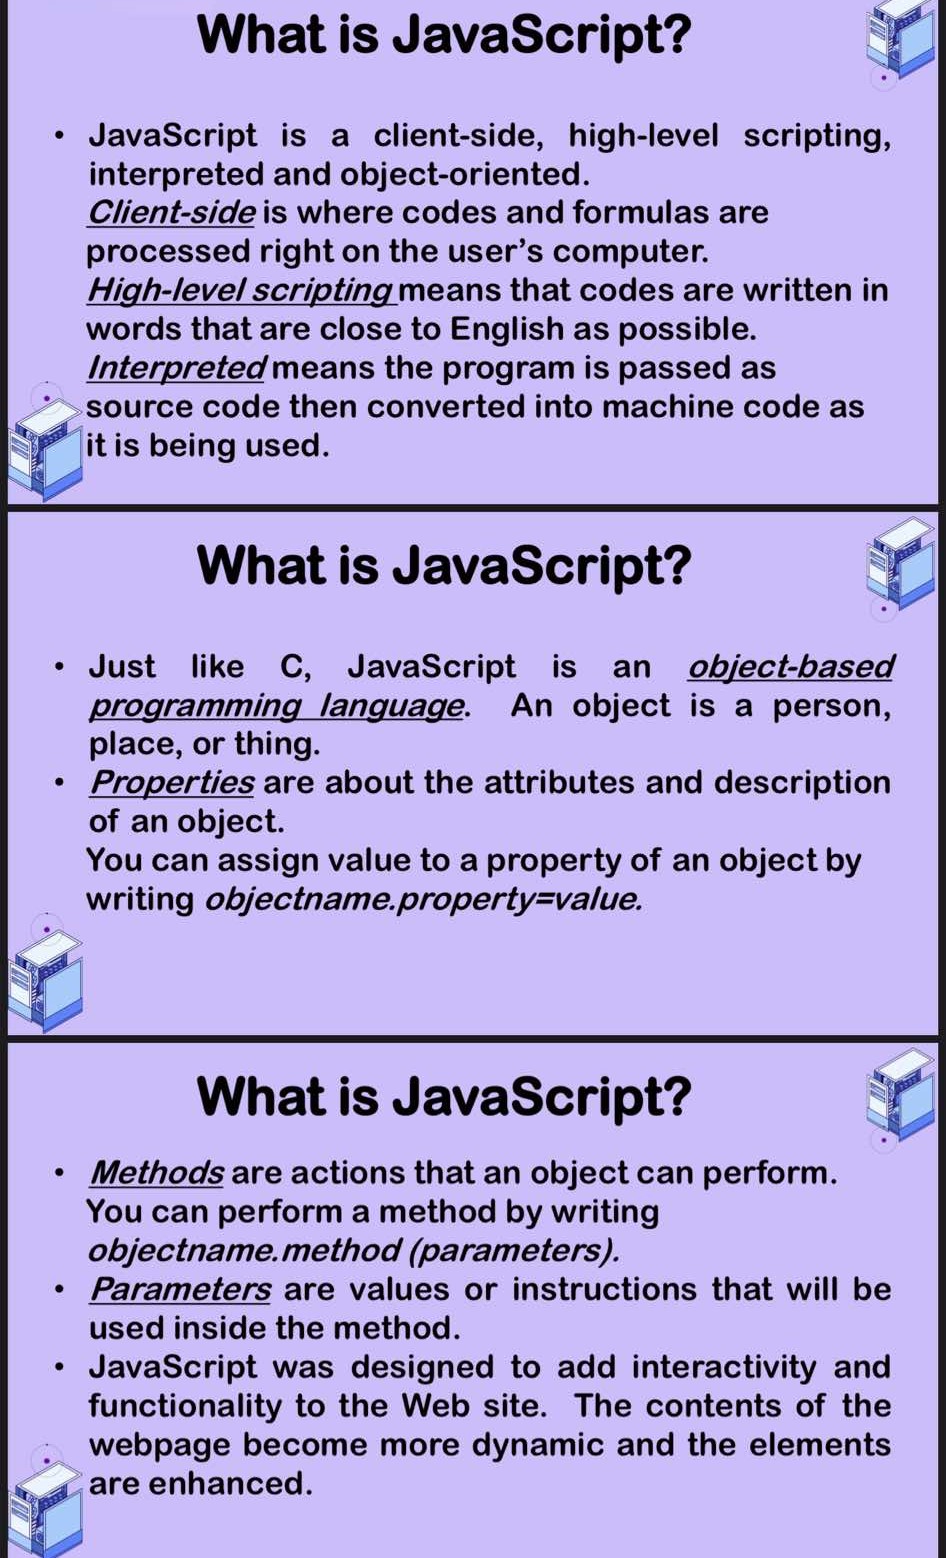 What is JavaScript?
• JavaScript is a client-side, high-level scripting,
interpreted and object-oriented.
Client-side is where codes and formulas are
processed right on the user’s computer.
High-level scripting means that codes are written in
words that are close to English as possible.
Interpreted means the program is passed as
source code then converted into machine code as
it is being used.
What is JavaScript?
• Just like C, JavaScript is an object-based
programming language. An object is a person,
place, or thing.
• Properties are about the attributes and description
of an object.
You can assign value to a property of an object by
writing objectname.property=value.
What is JavaScript?
• Methods are actions that an object can perform.
You can perform a method by writing
objectname.method (parameters).
• Parameters are values or instructions that will be
used inside the method.
• JavaScript was designed to add interactivity and
functionality to the Web site. The contents of the
webpage become more dynamic and the elements
are enhanced.